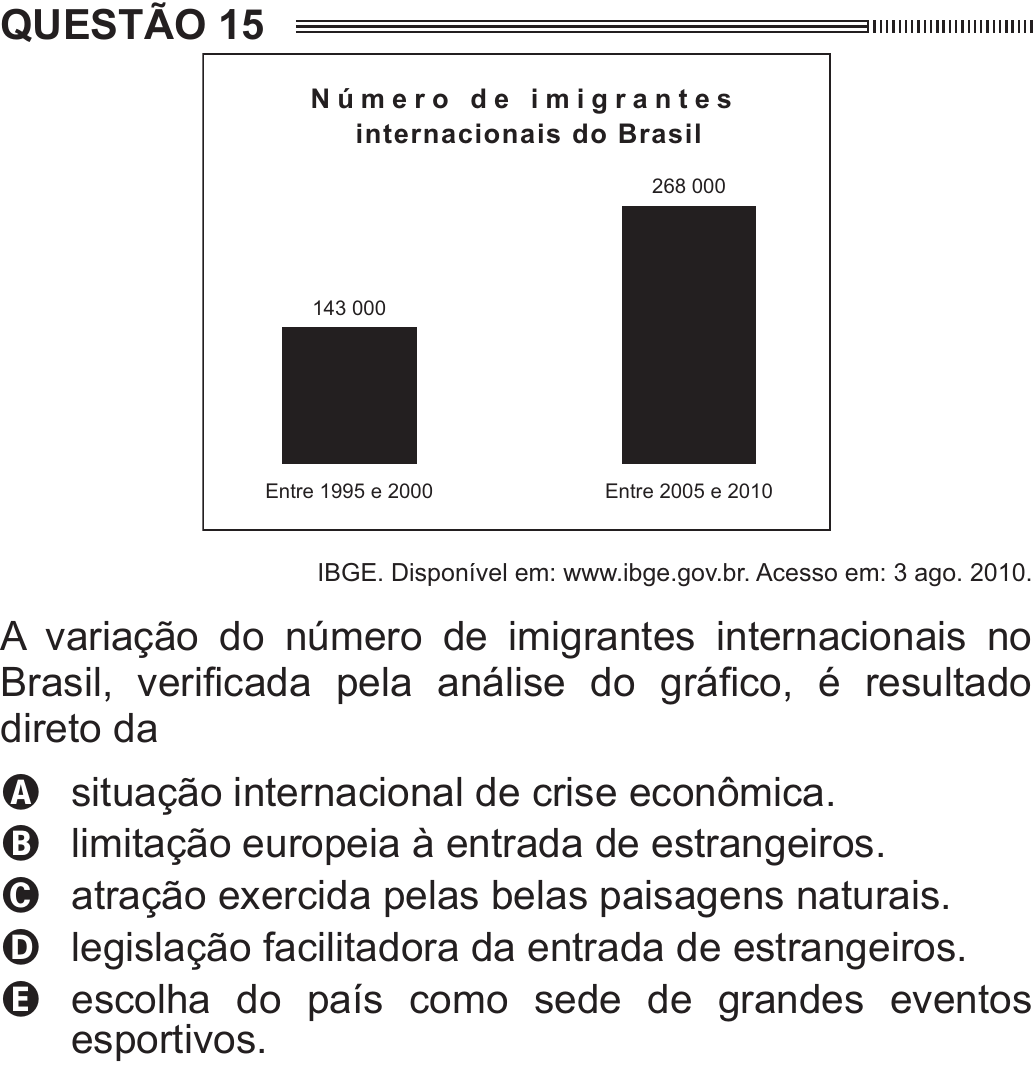 QUESTÃO 15
Número de imigrantes
internacionais do Brasil
268 000
143 000
Entre 1995 e 2000
Entre 2005 e 2010
IBGE. Disponível em: www.ibge.gov.br. Acesso em: 3 ago. 2010.
A variação do número de imigrantes internacionais no
Brasil, verificada pela análise do gráfico, é resultado
direto da
A situação internacional de crise econômica.
B limitação europeia à entrada de estrangeiros.
C atração exercida pelas belas paisagens naturais.
D legislação facilitadora da entrada de estrangeiros.
E escolha do país como sede de grandes eventos
esportivos.